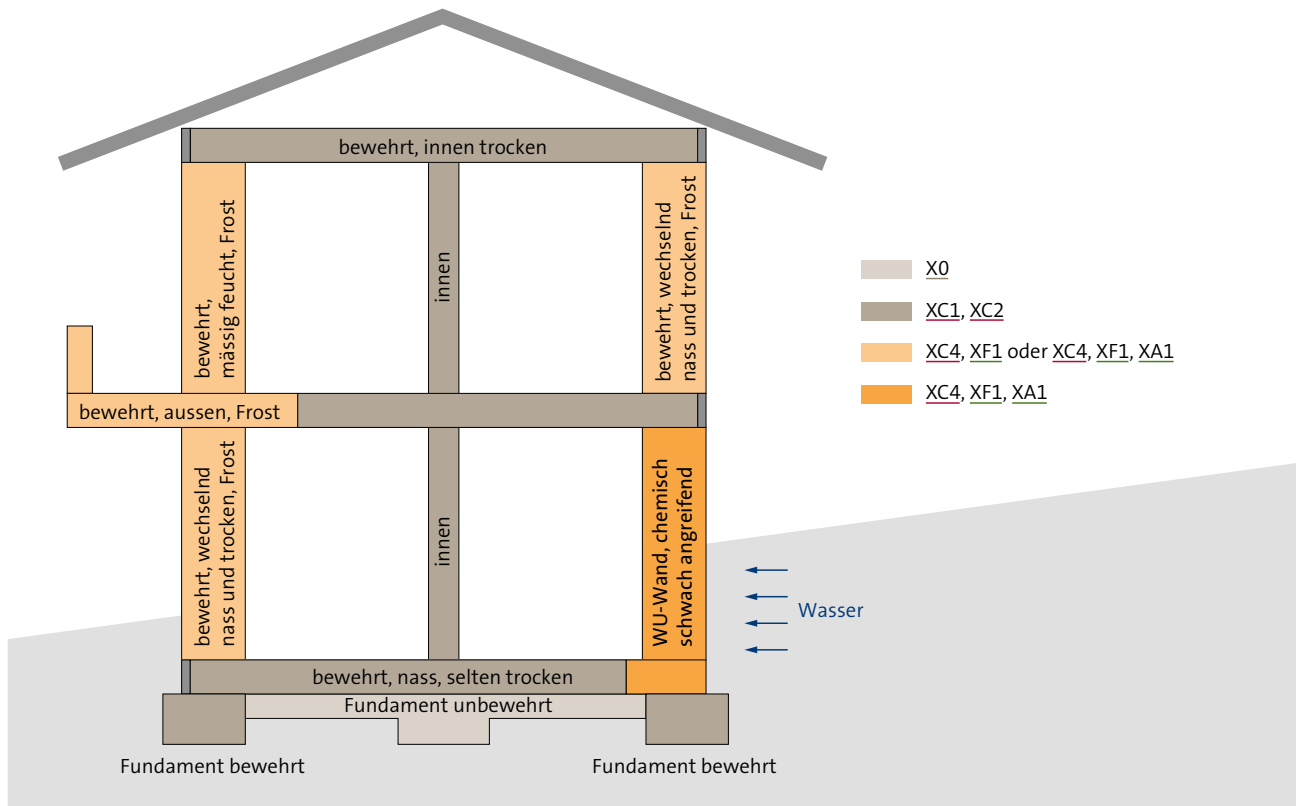 bewehrt, innen trocken
bewehrt,
mässig feucht, Frost
innen
bewehrt, wechselnd
nass und trocken, Frost
X0
XC1, XC2
XC4, XF1 oder XC4, XF1, XA1
XC4, XF1, XA1
bewehrt, aussen, Frost
bewehrt, wechselnd
nass und trocken, Frost
innen
WU-Wand, chemisch
schwach angreifend
Wasser
bewehrt, nass, selten trocken
Fundament unbewehrt
Fundament bewehrt
Fundament bewehrt